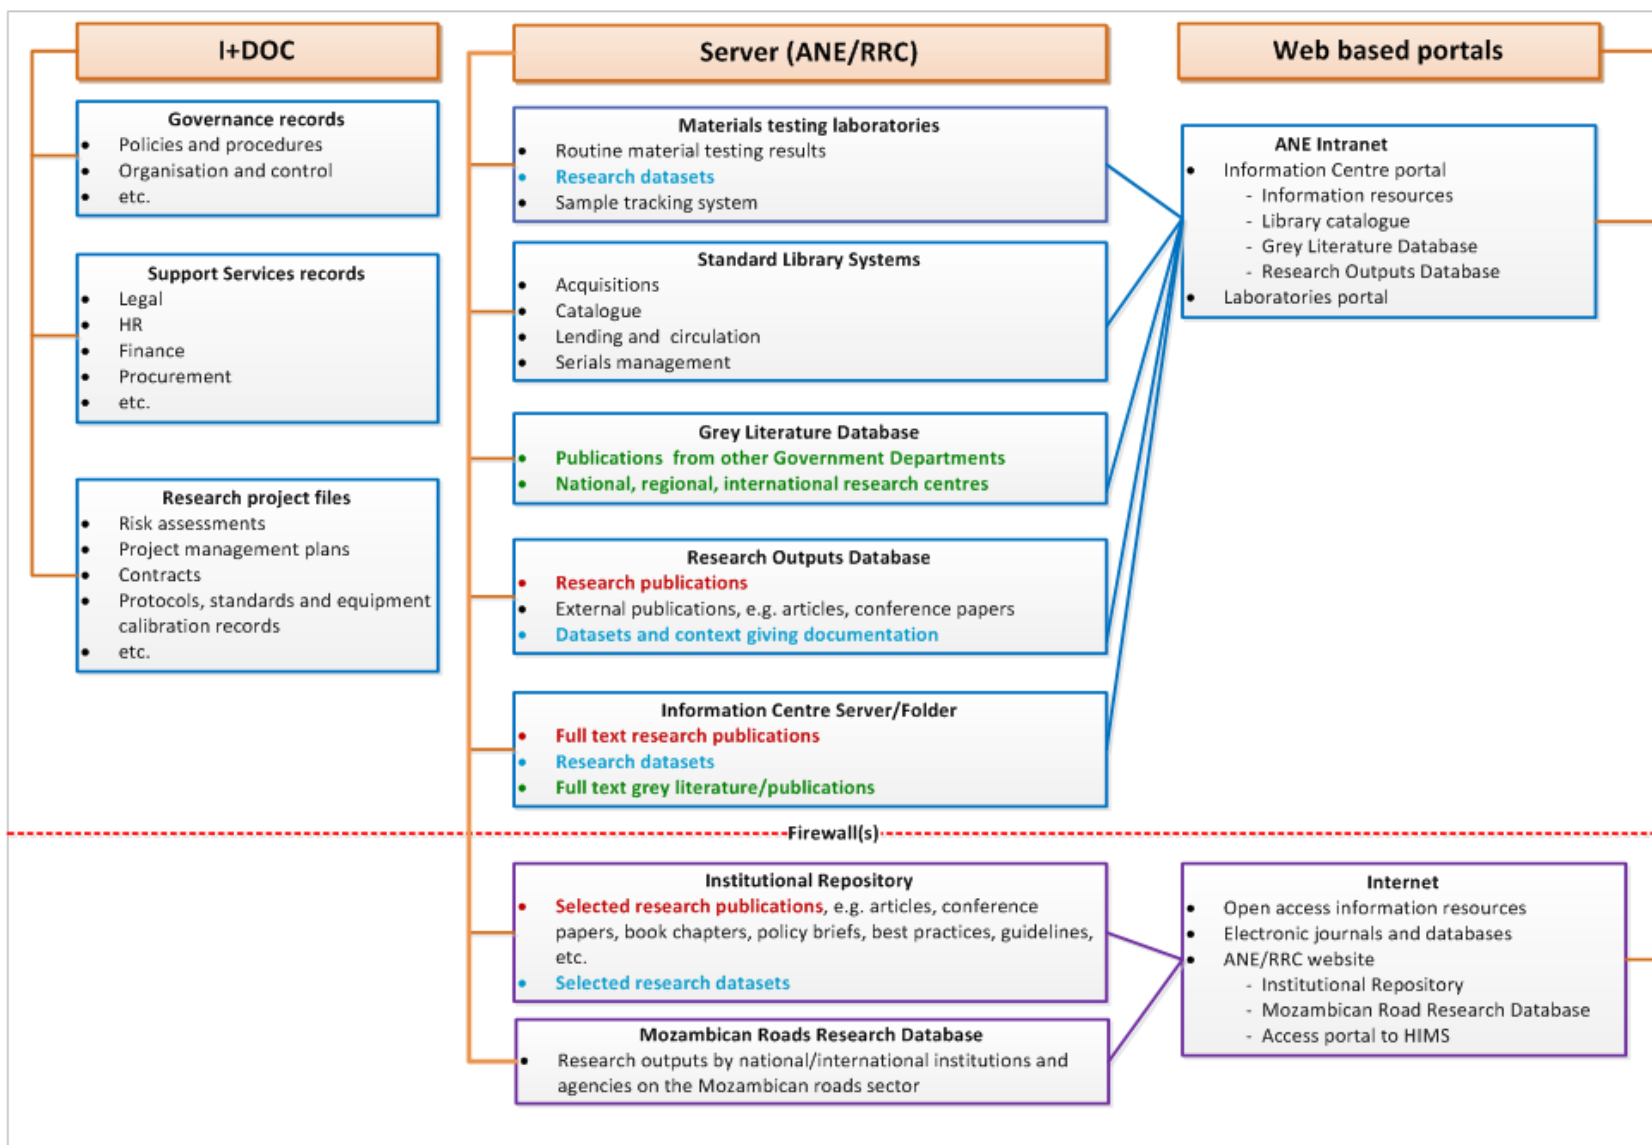 I+DOC
Governance records
• Policies and procedures
• Organisation and control
• etc.
Support Services records
• Legal
• HR
• Finance
• Procurement
• etc.
Research project files
• Risk assessments
• Project management plans
• Contracts
• Protocols, standards and equipment
calibration records
• etc.
Server (ANE/RRC)
Materials testing laboratories
• Routine material testing results
• Research datasets
• Sample tracking system
Standard Library Systems
• Acquisitions
• Catalogue
• Lending and circulation
• Serials management
Grey Literature Database
• Publications from other Government Departments
• National, regional, international research centres
Research Outputs Database
• Research publications
• External publications, e.g. articles, conference papers
• Datasets and context giving documentation
Information Centre Server/Folder
• Full text research publications
• Research datasets
• Full text grey literature/publications
Web based portals
ANE Intranet
• Information Centre portal
- Information resources
- Library catalogue
- Grey Literature Database
- Research Outputs Database
• Laboratories portal
Firewall(s)
Institutional Repository
• Selected research publications, e.g. articles, conference
papers, book chapters, policy briefs, best practices, guidelines,
etc.
• Selected research datasets
Mozambican Roads Research Database
• Research outputs by national/international institutions and
agencies on the Mozambican roads sector
Internet
• Open access information resources
• Electronic journals and databases
• ANE/RRC website
- Institutional Repository
- Mozambican Road Research Database
- Access portal to HIMS